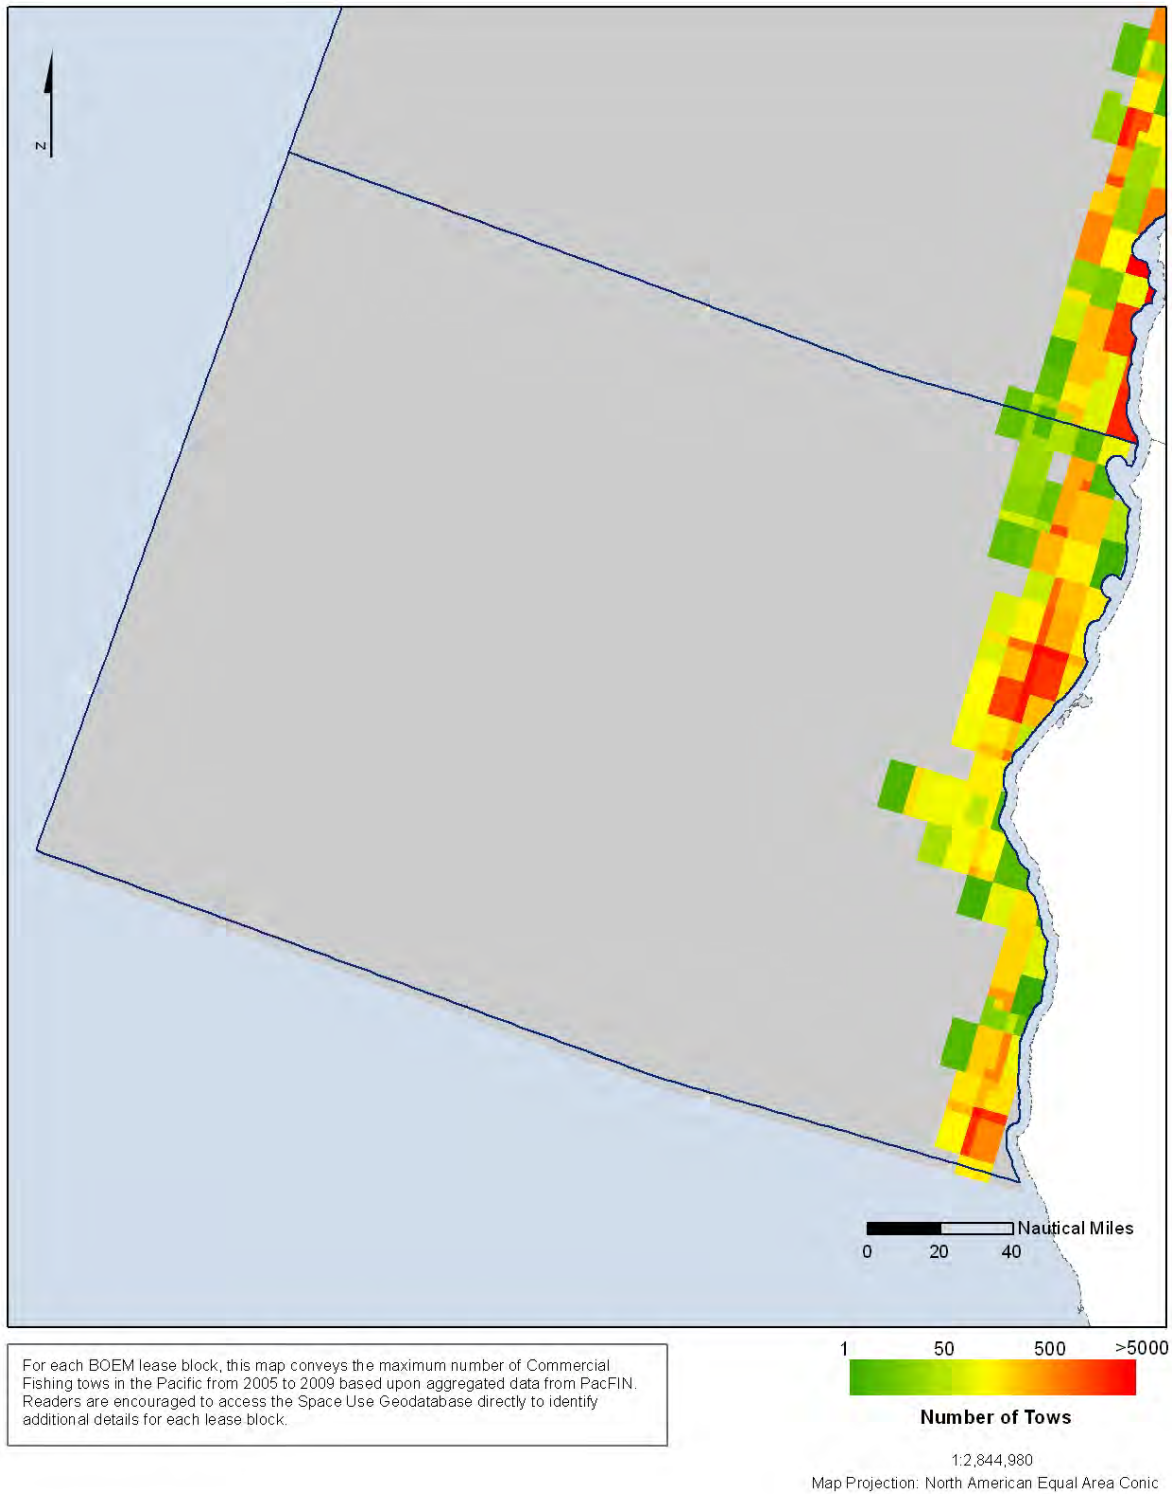 N
Nautical Miles
0 20 40
For each BOEM lease block, this map conveys the maximum number of Commercial
Fishing tows in the Pacific from 2005 to 2009 based upon aggregated data from PacFIN.
Readers are encouraged to access the Space Use Geodatabase directly to identify
additional details for each lease block.
1 50 500 >5000
Number of Tows
1:2,844,980
Map Projection: North American Equal Area Conic